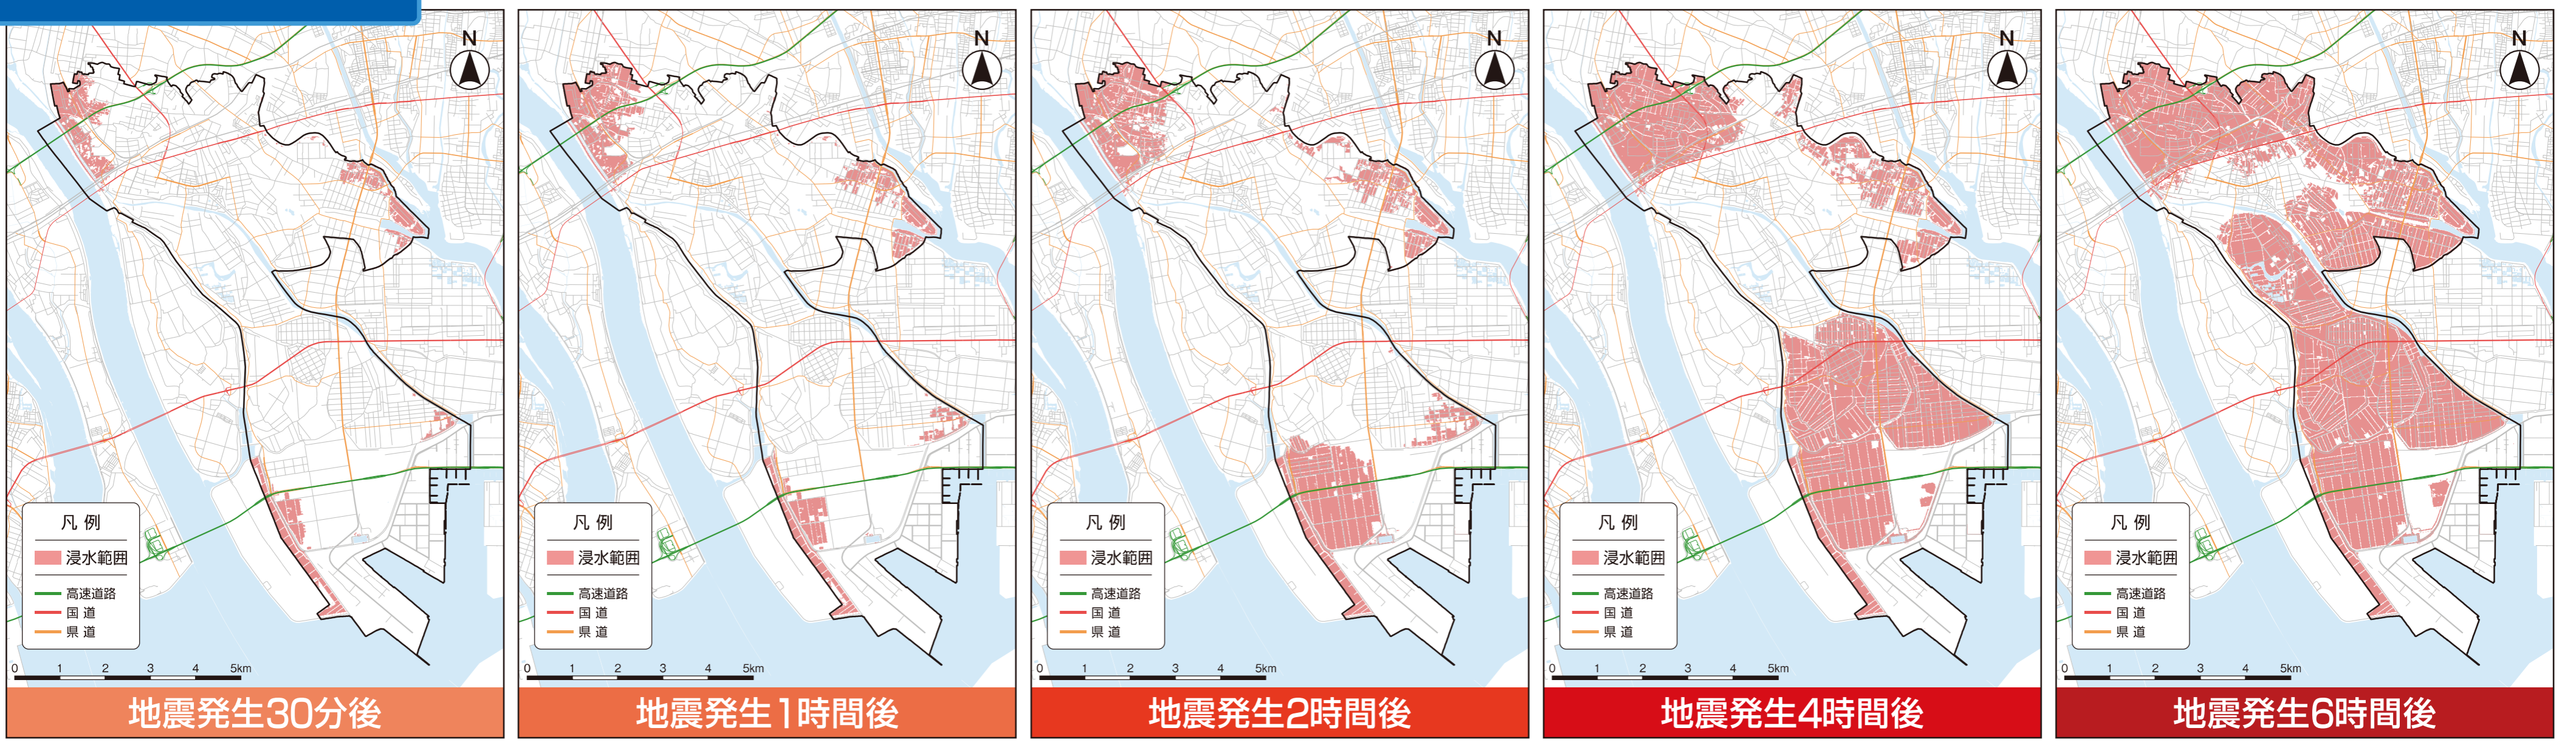 N
凡 例
浸水範囲
高速道路
国 道
県 道
0 1 2 3 4 5km
地震発生30分後
N
凡 例
浸水範囲
高速道路
国 道
県 道
0 1 2 3 4 5km
地震発生1時間後
N
凡 例
浸水範囲
高速道路
国 道
県 道
0 1 2 3 4 5km
地震発生2時間後
N
凡 例
浸水範囲
高速道路
国 道
県 道
0 1 2 3 4 5km
地震発生4時間後
N
凡 例
浸水範囲
高速道路
国 道
県 道
0 1 2 3 4 5km
地震発生6時間後